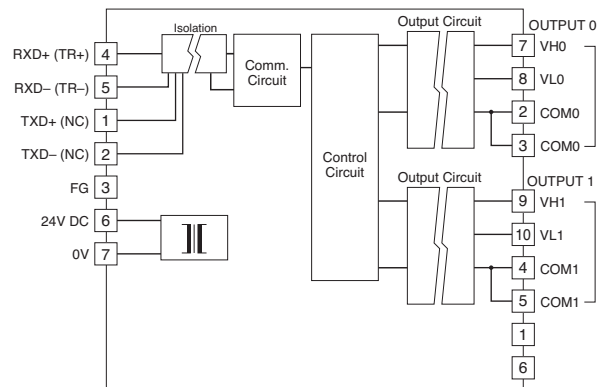 Isolation
Output Circuit
OUTPUT 0
RXD+ (TR+) 4
RXD– (TR–) 5
TXD+ (NC) 1
TXD– (NC) 2
FG 3
24V DC 6
0V 7
Comm.
Circuit
Control
Circuit
7 VH0
8 VL0
2 COM0
3 COM0
Output Circuit
OUTPUT 1
9 VH1
10 VL1
4 COM1
5 COM1
1
6